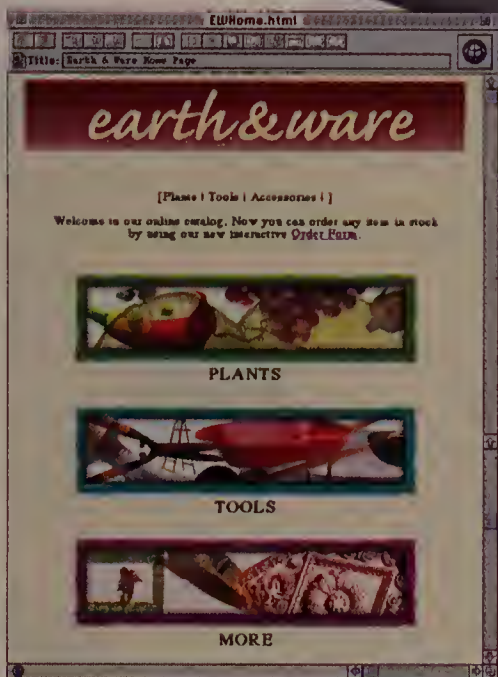 EWHome.html
Title: Earth & Ware Home Page
earth&ware
[Plants | Tools | Accessories | ]
Welcome to our online catalog. Now you can order any item in stock
by using our new interactive Order Form.
PLANTS
TOOLS
MORE